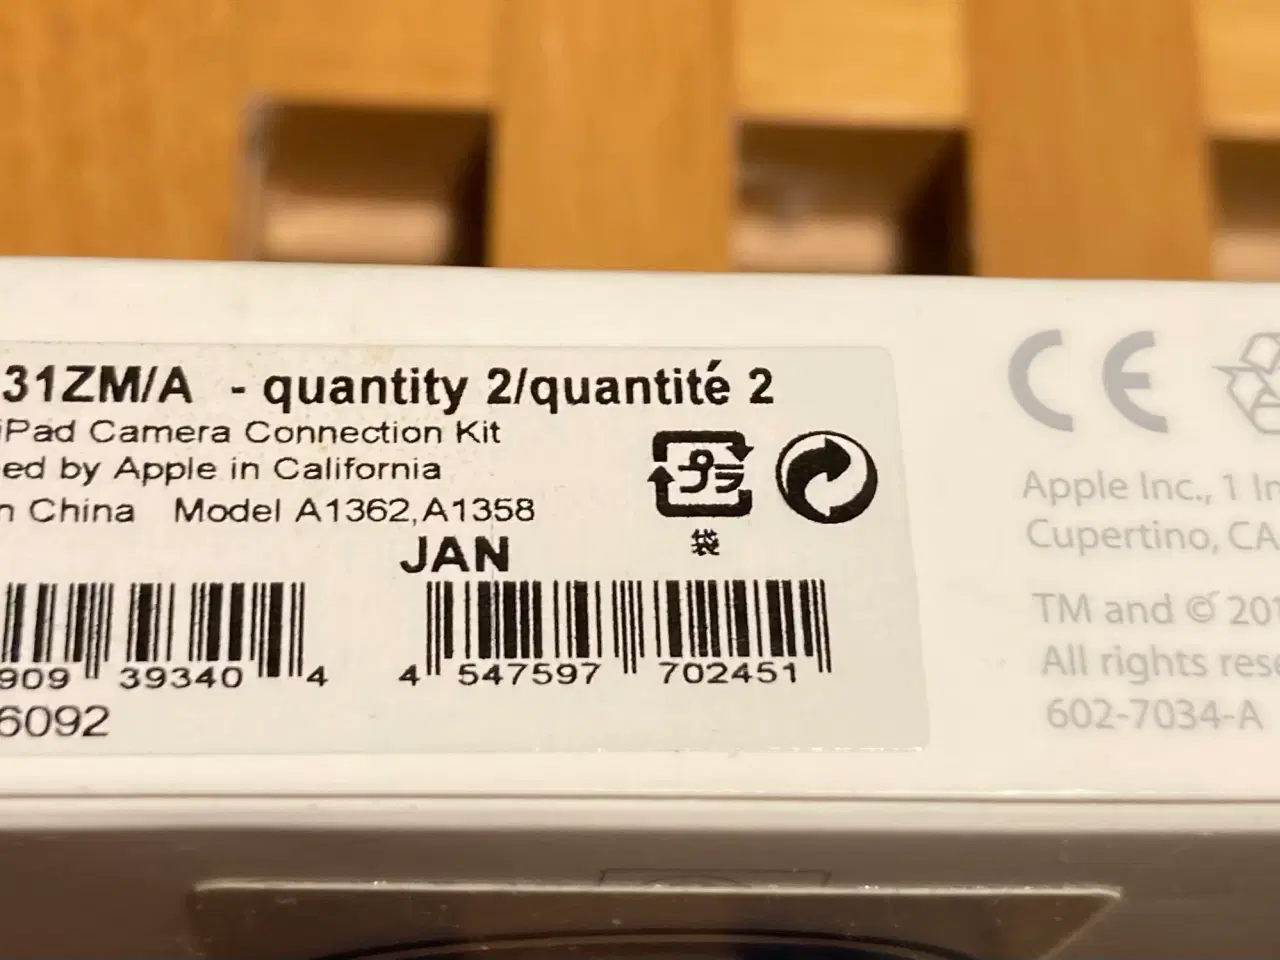 31ZM/A - quantity 2/quantité 2
iPad Camera Connection Kit
ed by Apple in California
n China Model A1362,A1358
プラ
袋
JAN
909 39340 4
4 547597 702451
6092
CE
Apple Inc., 1 In
Cupertino, CA
TM and © 201
All rights rese
602-7034-A